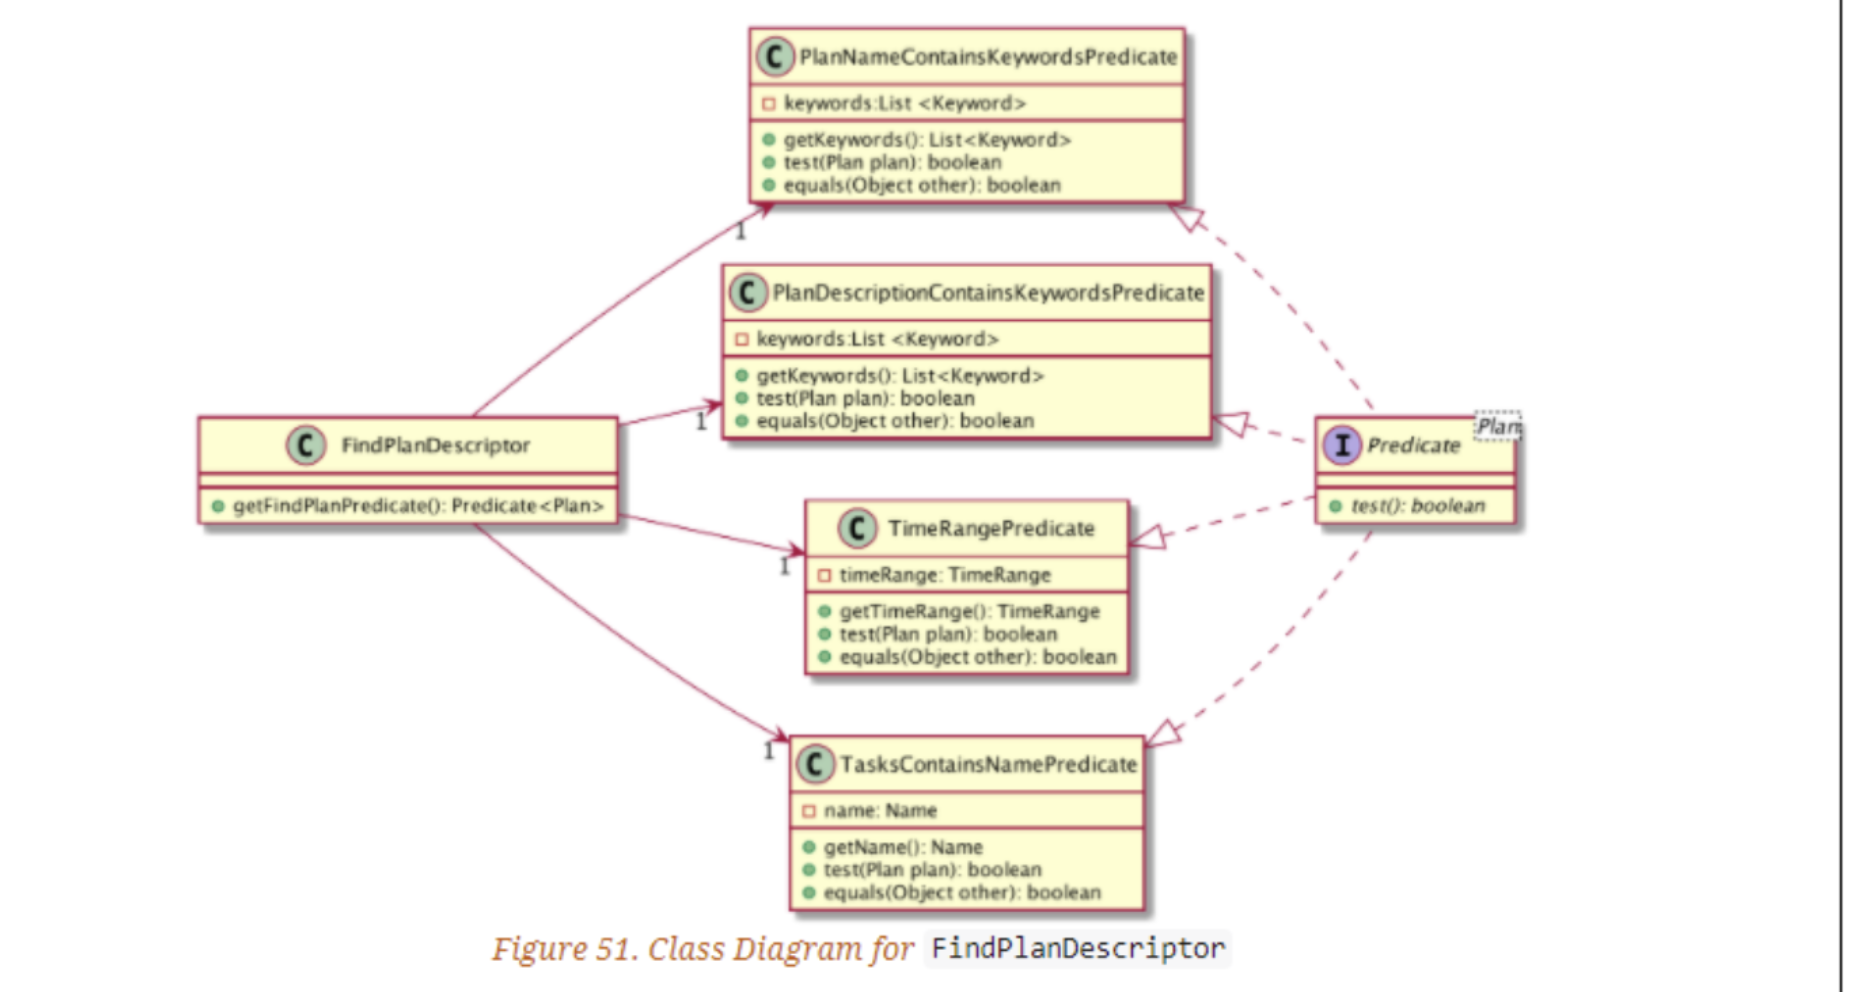 PlanNameContainsKeywordsPredicate
keywords:List <Keyword>
getKeywords(): List<Keyword>
test(Plan plan): boolean
equals(Object other): boolean
1
PlanDescriptionContainsKeywordsPredicate
keywords:List <Keyword>
getKeywords(): List<Keyword>
test(Plan plan): boolean
equals(Object other): boolean
1
FindPlanDescriptor
getFindPlanPredicate(): Predicate<Plan>
Plan
Predicate
test(): boolean
TimeRangePredicate
timeRange: TimeRange
getTimeRange(): TimeRange
test(Plan plan): boolean
equals(Object other): boolean
1
TasksContainsNamePredicate
name: Name
getName(): Name
test(Plan plan): boolean
equals(Object other): boolean
1
C
C
C
I
C
C
Figure 51. Class Diagram for FindPlanDescriptor